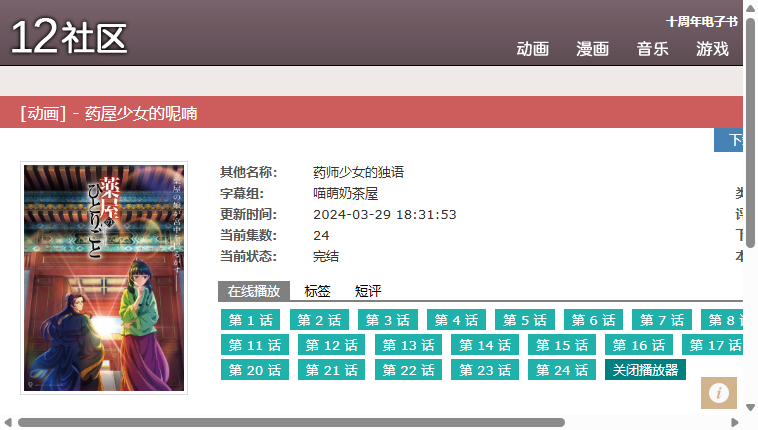 十周年电子书
12社区
动画 漫画 音乐 游戏
[动画] - 药屋少女的呢喃
下
其他名称: 药师少女的独语
字幕组: 喵萌奶茶屋
更新时间: 2024-03-29 18:31:53
当前集数: 24
当前状态: 完结
薬屋のひとりごと
在线播放 标签 短评
第 1 话 第 2 话 第 3 话 第 4 话 第 5 话 第 6 话 第 7 话 第 8
第 11 话 第 12 话 第 13 话 第 14 话 第 15 话 第 16 话 第 17
第 20 话 第 21 话 第 22 话 第 23 话 第 24 话 关闭播放器